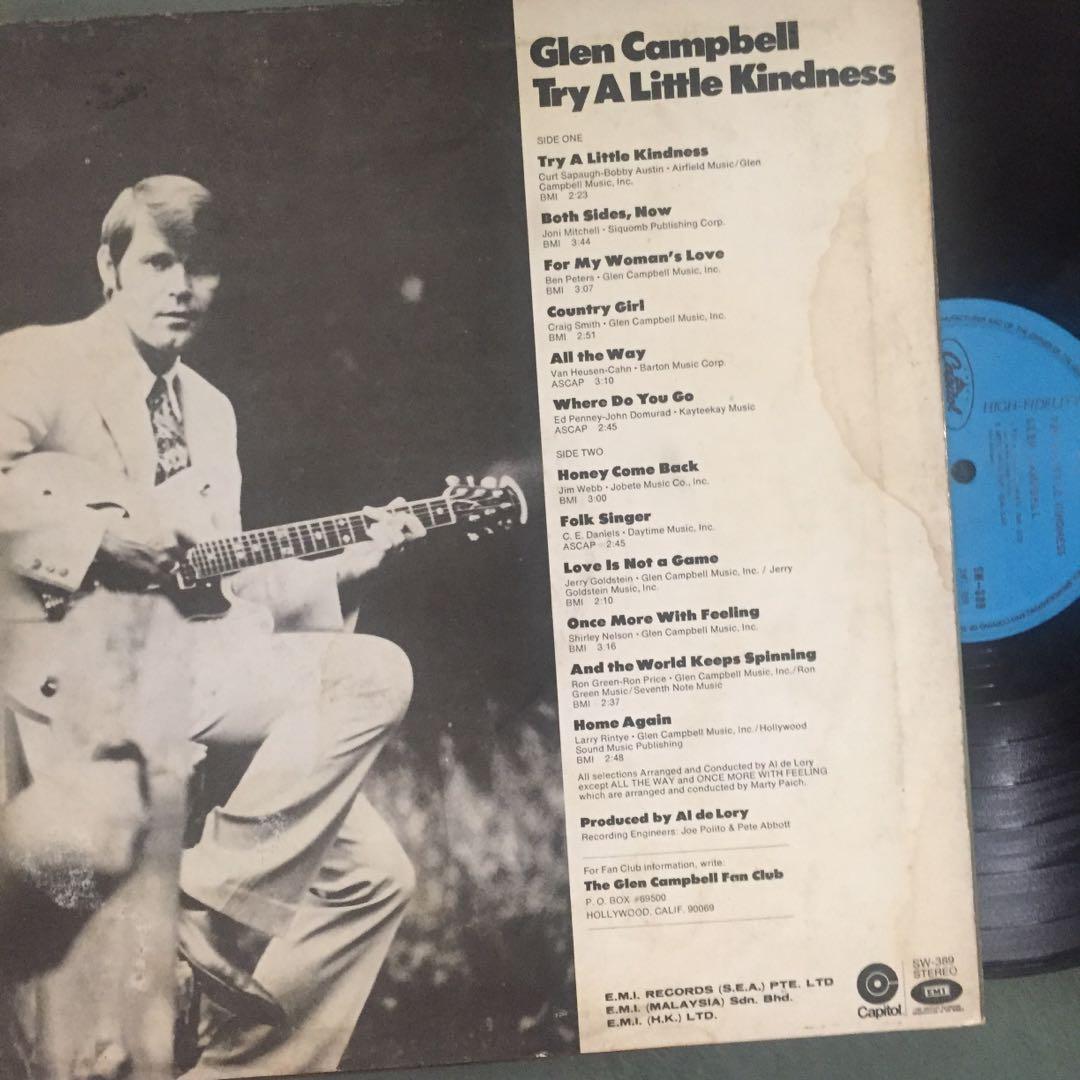 Glen Campbell
Try A Little Kindness
SIDE ONE
Try A Little Kindness
Curt Sapaugh-Bobby Austin • Airfield Music/Glen
Campbell Music, Inc.
BMI 2:23
Both Sides, Now
Joni Mitchell • Siquomb Publishing Corp.
BMI 3:44
For My Woman's Love
Ben Peters • Glen Campbell Music, Inc.
BMI 3:07
Country Girl
Craig Smith • Glen Campbell Music, Inc.
BMI 2:51
All the Way
Van Heusen-Cahn • Barton Music Corp.
ASCAP 3:10
Where Do You Go
Ed Penney-John Domurad • Kayteekay Music
ASCAP 2:45
SIDE TWO
Honey Come Back
Jim Webb • Jobete Music Co., Inc.
BMI 3:00
Folk Singer
C. E. Daniels • Daytime Music, Inc.
ASCAP 2:45
Love Is Not a Game
Jerry Goldstein • Glen Campbell Music, Inc. / Jerry
Goldstein Music, Inc.
BMI 2:10
Once More With Feeling
Shirley Nelson • Glen Campbell Music, Inc.
BMI 3:16
And the World Keeps Spinning
Ron Green-Ron Price • Glen Campbell Music, Inc./Ron
Green Music/Seventh Note Music
BMI 2:37
Home Again
Larry Rintye • Glen Campbell Music, Inc./Hollywood
Sound Music Publishing
BMI 2:48
All selections Arranged and Conducted by Al de Lory
except ALL THE WAY and ONCE MORE WITH FEELING
which are arranged and conducted by Marty Paich.
Produced by Al de Lory
Recording Engineers: Joe Polito & Pete Abbott
For Fan Club information, write:
The Glen Campbell Fan Club
P. O. BOX #69500
HOLLYWOOD, CALIF. 90069
E.M.I. RECORDS (S.E.A.) PTE. LTD
E.M.I. (MALAYSIA) Sdn. Bhd.
E.M.I. (H.K.) LTD.
Capitol
SW-389
STEREO
EMI
Capitol
HIGH-FIDELITY
SW-389